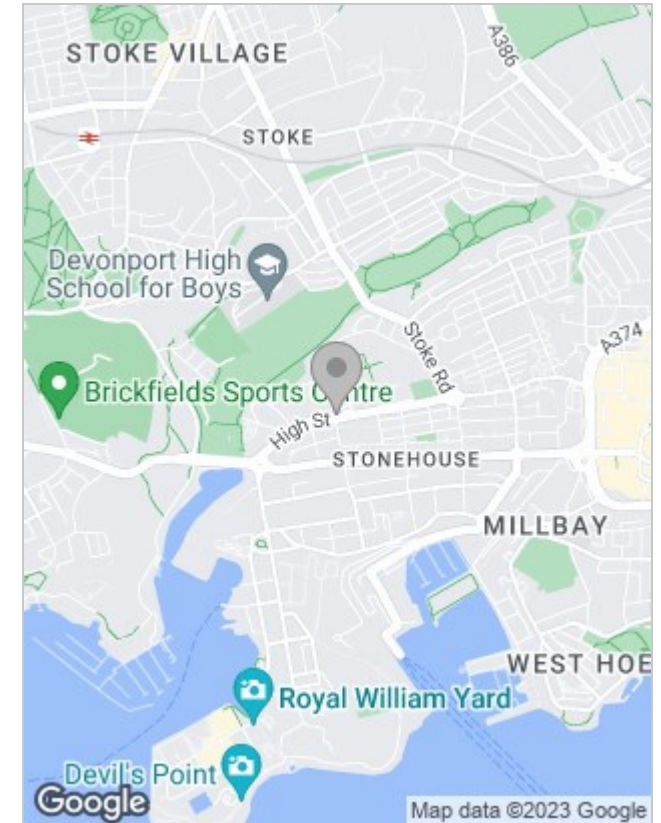 STOKE VILLAGE
A386
STOKE
Devonport High
School for Boys
Stoke Rd
A374
Brickfields Sports Centre
High St
STONEHOUSE
MILLBAY
WEST HOE
Royal William Yard
Devil's Point
Google
Map data ©2023 Google